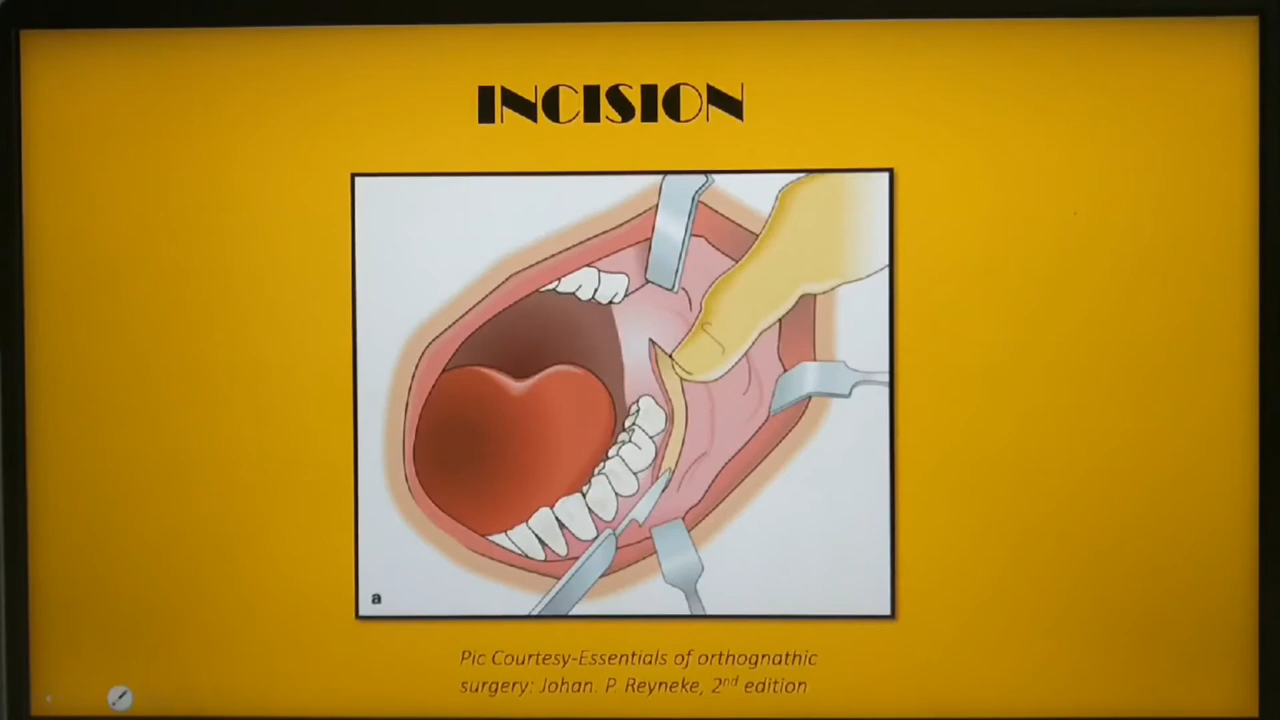 INCISION
a
Pic Courtesy-Essentials of orthognathic
surgery: Johan. P. Reyneke, 2nd edition